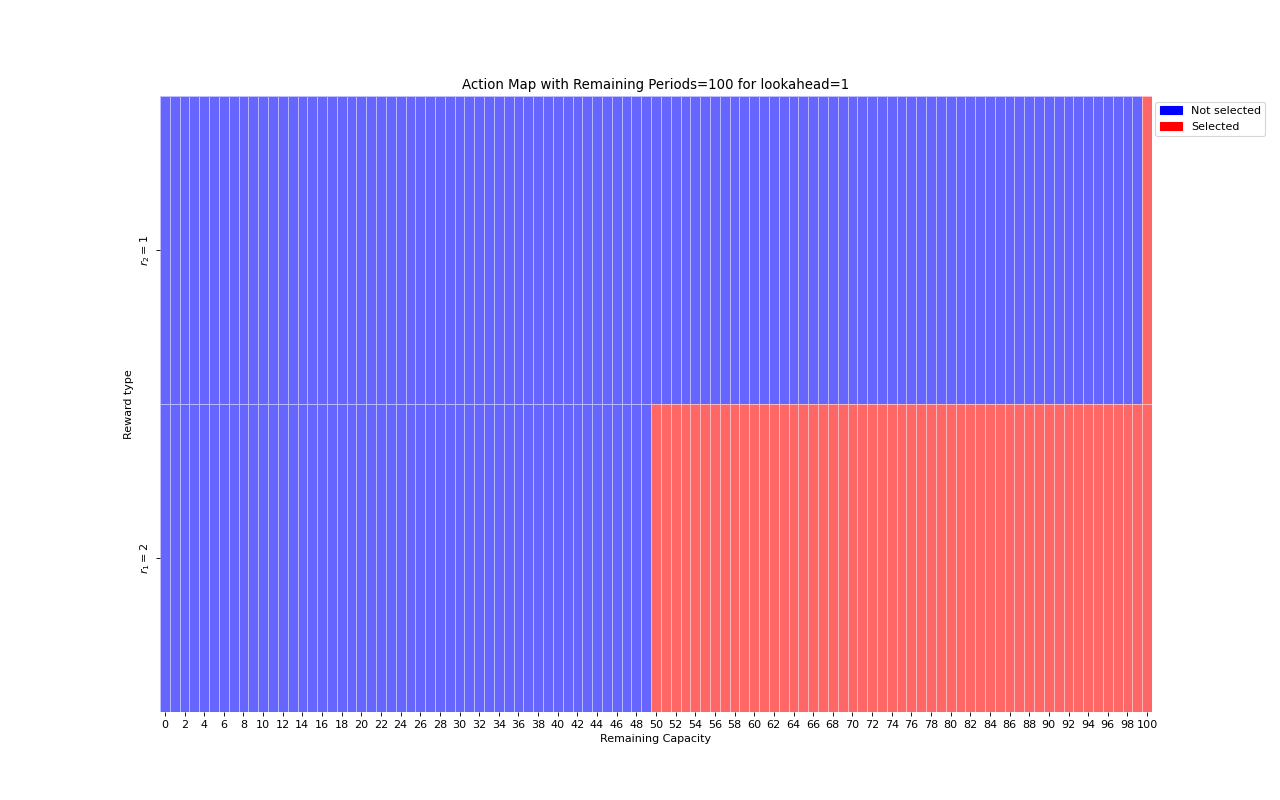 Action Map with Remaining Periods=100 for lookahead=1
Not selected
Selected
r₂ = 1
Reward type
r₁ = 2
0 2 4 6 8 10 12 14 16 18 20 22 24 26 28 30 32 34 36 38 40 42 44 46 48 50 52 54 56 58 60 62 64 66 68 70 72 74 76 78 80 82 84 86 88 90 92 94 96 98 100
Remaining Capacity